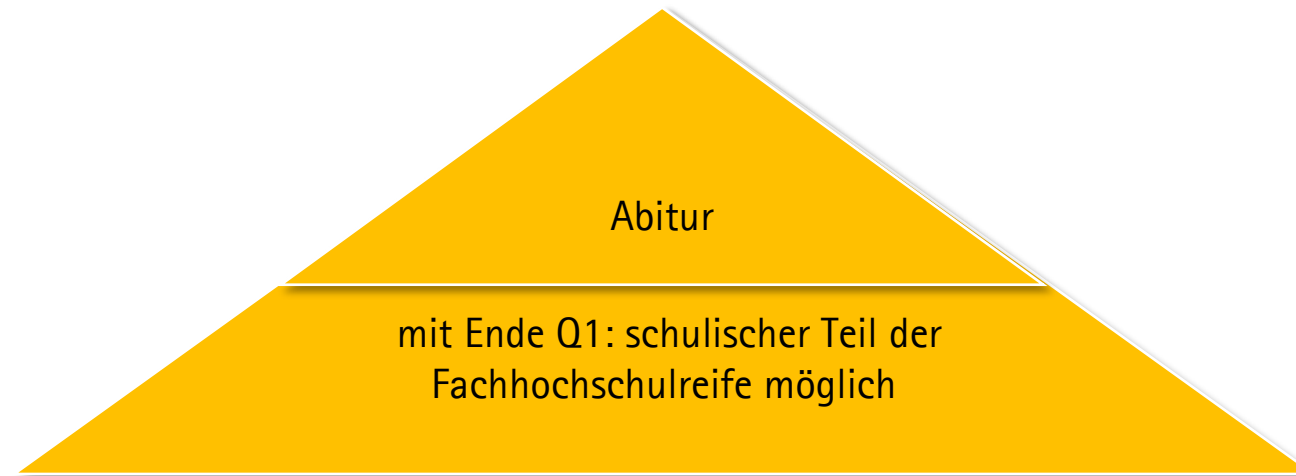 Abitur
mit Ende Q1: schulischer Teil der
Fachhochschulreife möglich